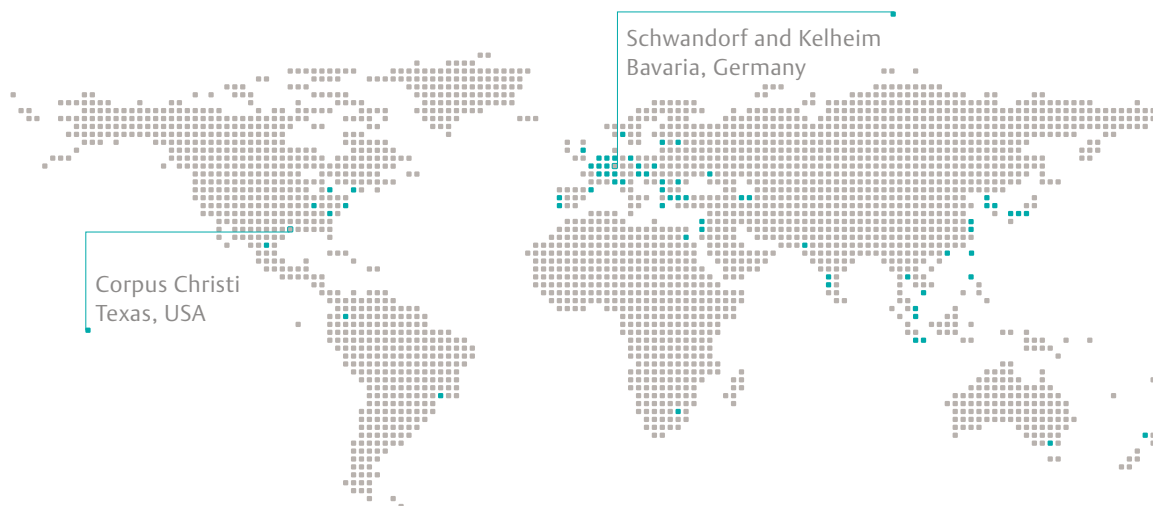 Schwandorf and Kelheim
Bavaria, Germany
Corpus Christi
Texas, USA